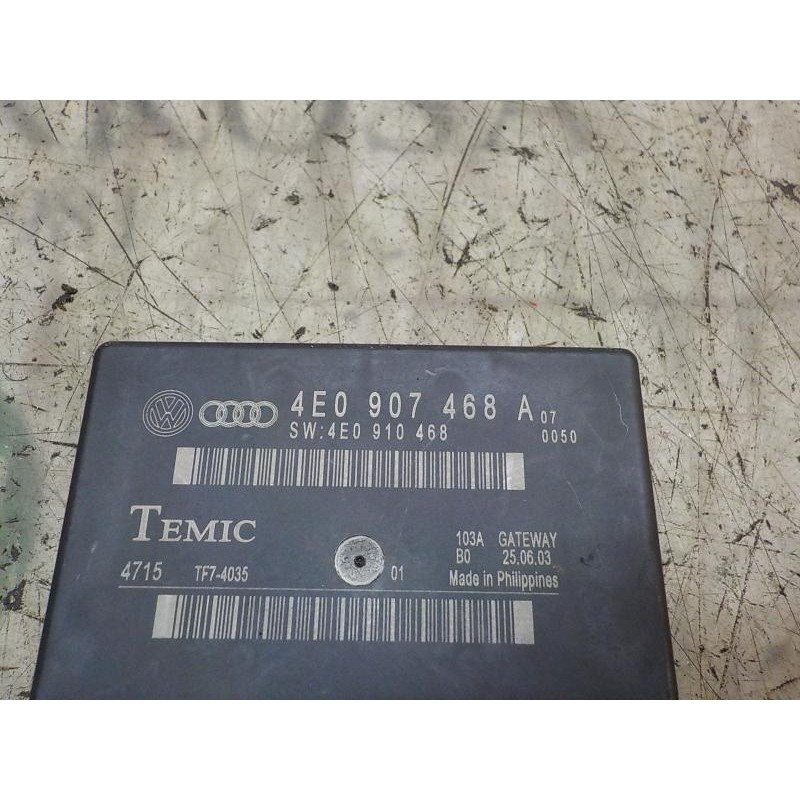 4E0 907 468 A 07
SW:4E0 910 468 0050
TEMIC
103A GATEWAY
B0 25.06.03
4715 TF7-4035 01 Made in Philippines